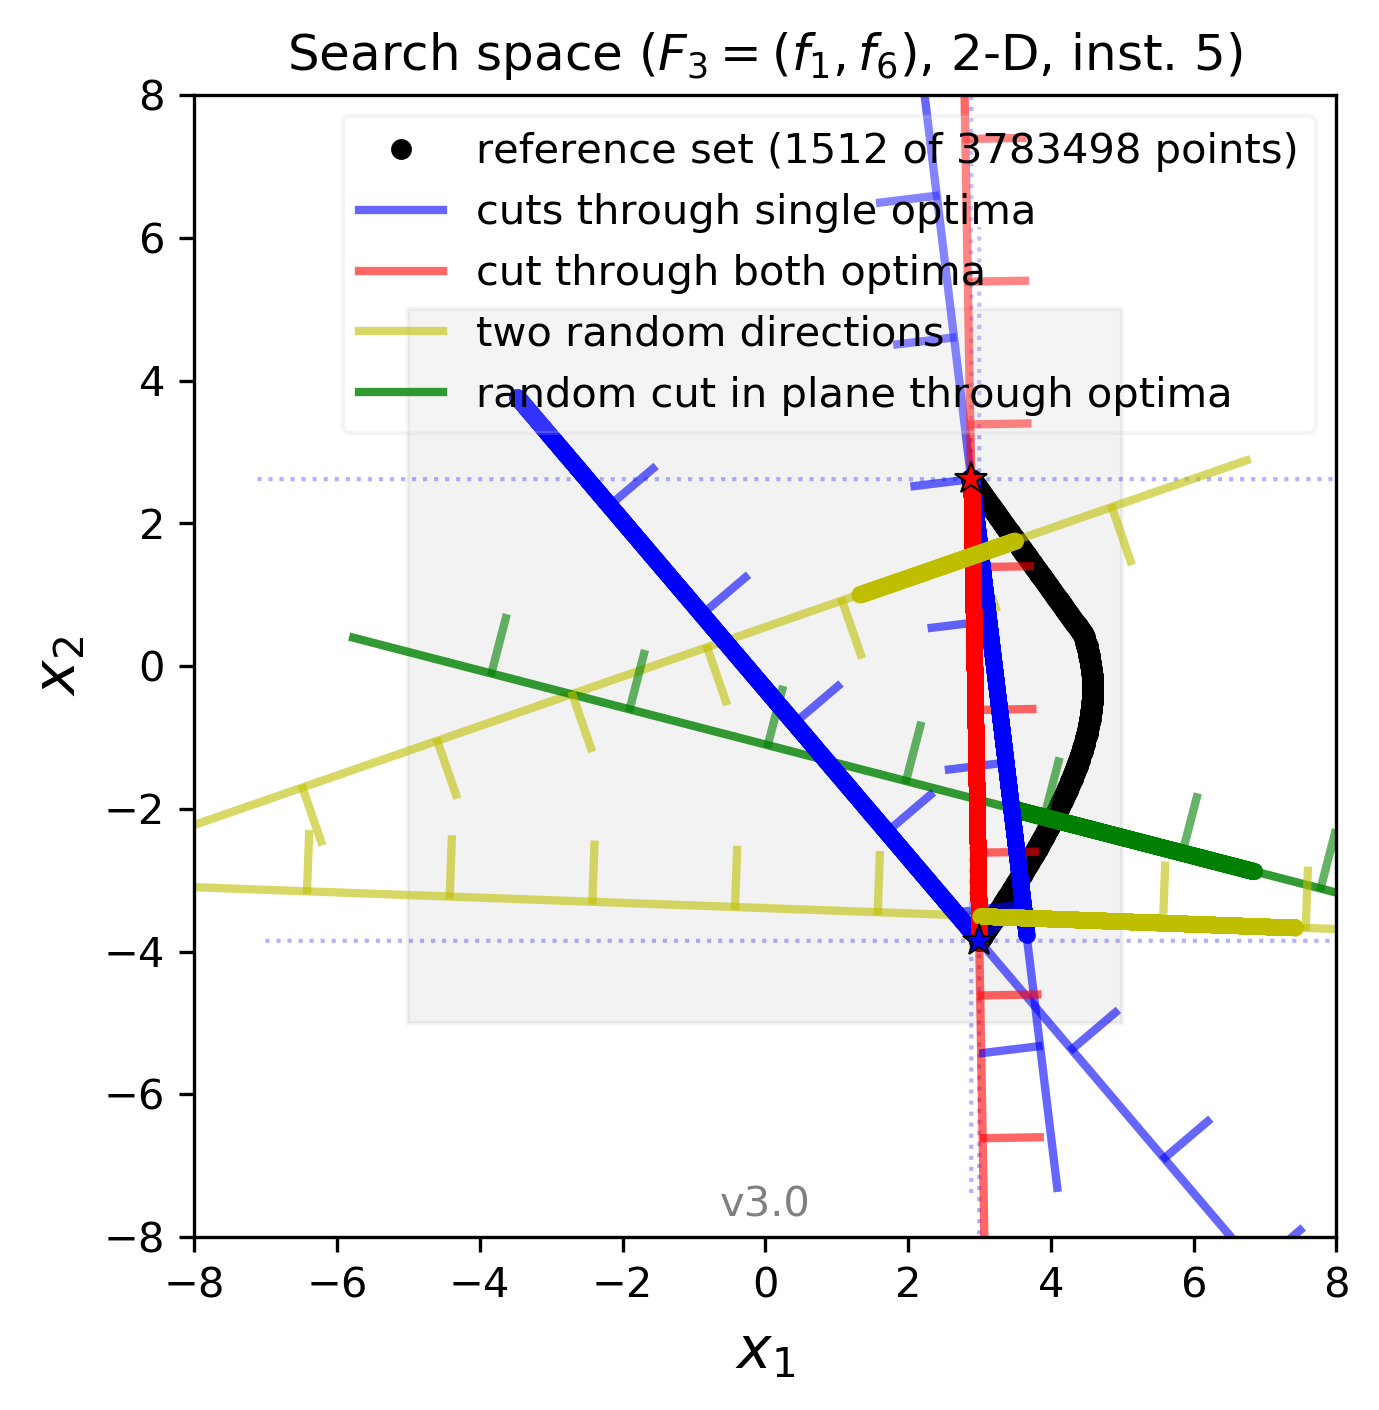 Search space (F₃ = (f₁, f₆), 2-D, inst. 5)
8
reference set (1512 of 3783498 points)
cuts through single optima
6
cut through both optima
two random directions
4
random cut in plane through optima
2
0
x₂
−2
−4
−6
v3.0
−8
−8 −6 −4 −2 0 2 4 6 8
x₁